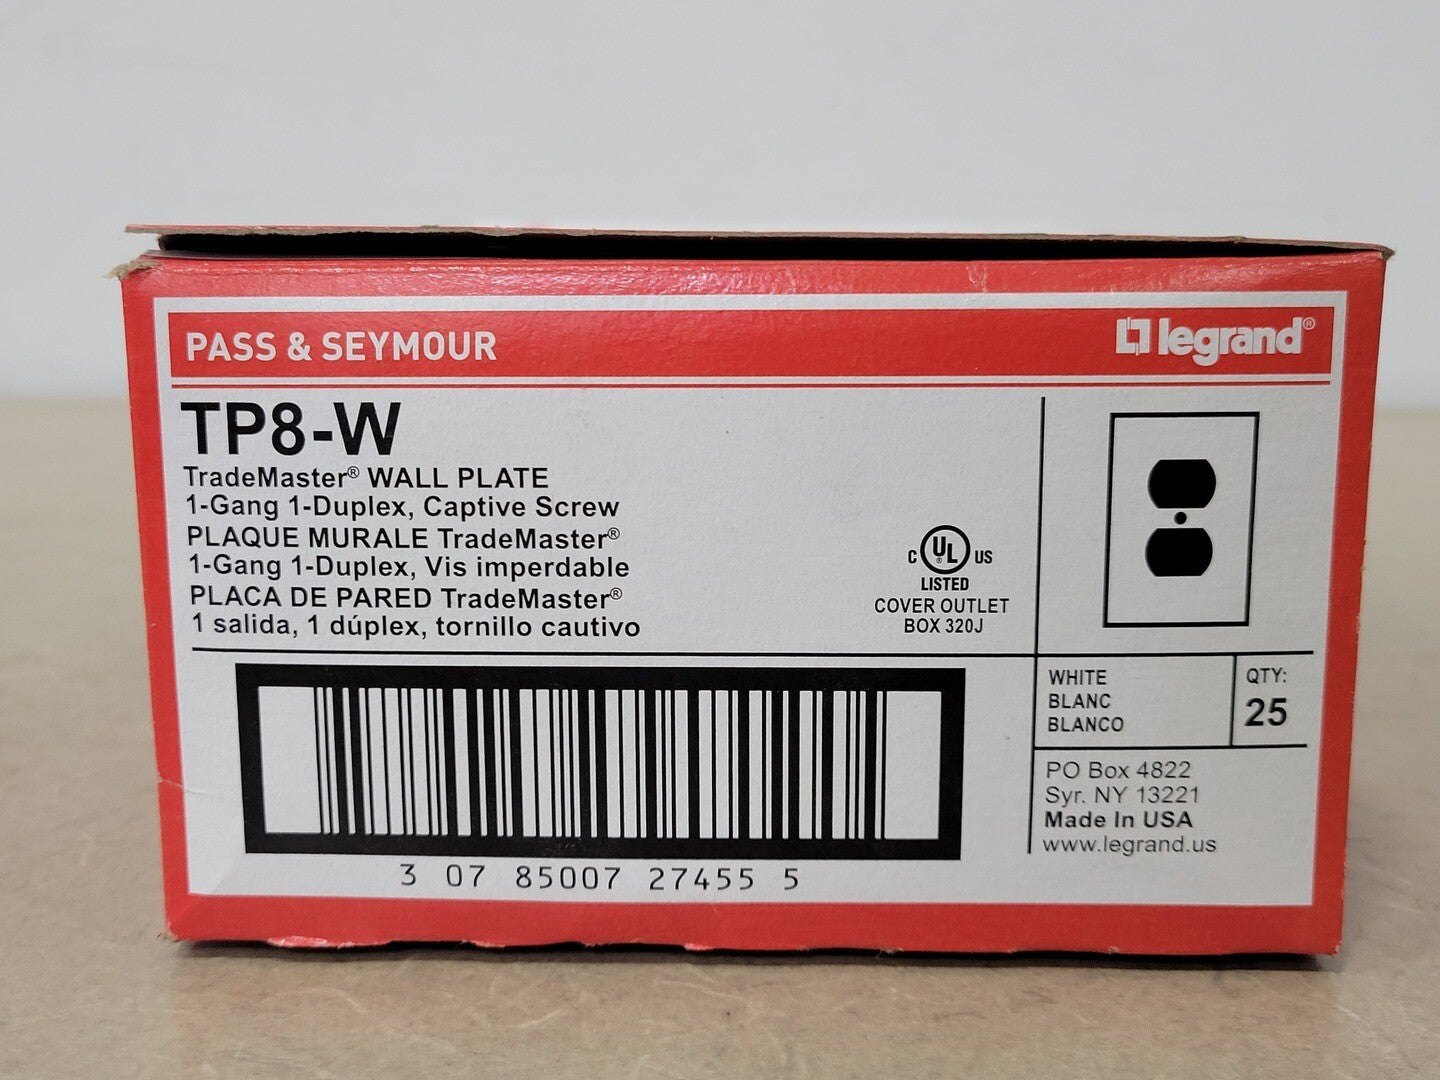 PASS & SEYMOUR
legrand®
TP8-W
TradeMaster® WALL PLATE
1-Gang 1-Duplex, Captive Screw
PLAQUE MURALE TradeMaster®
1-Gang 1-Duplex, Vis imperdable
PLACA DE PARED TradeMaster®
1 salida, 1 dúplex, tornillo cautivo
C UL® US
LISTED
COVER OUTLET
BOX 320J
WHITE
BLANC
BLANCO
QTY:
25
3 07 85007 27455 5
PO Box 4822
Syr. NY 13221
Made In USA
www.legrand.us